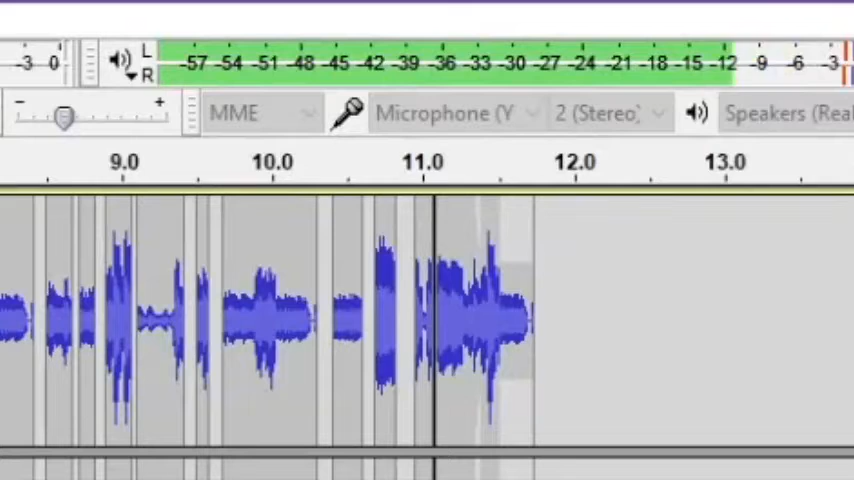 -3 0 L -57 -54 -51 -48 -45 -42 -39 -36 -33 -30 -27 -24 -21 -18 -15 -12 -9 -6 -3
R
- + MME Microphone (Y 2 (Stereo) Speakers (Real
9.0 10.0 11.0 12.0 13.0